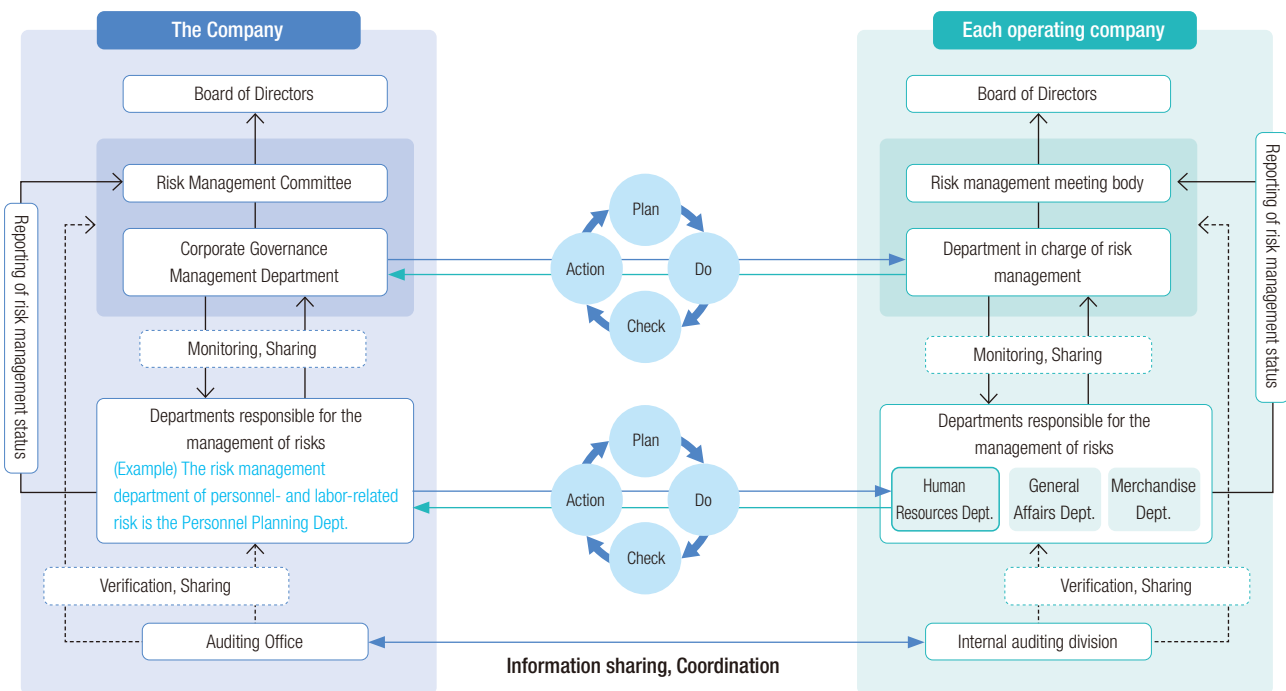 The Company
Board of Directors
Risk Management Committee
Corporate Governance
Management Department
Monitoring, Sharing
Reporting of risk management status
Departments responsible for the
management of risks
(Example) The risk management
department of personnel- and labor-related
risk is the Personnel Planning Dept.
Verification, Sharing
Auditing Office
Plan
Do
Check
Action
Plan
Do
Check
Action
Information sharing, Coordination
Each operating company
Board of Directors
Risk management meeting body
Department in charge of risk
management
Monitoring, Sharing
Reporting of risk management status
Departments responsible for the
management of risks
Human
Resources Dept.
General
Affairs Dept.
Merchandise
Dept.
Verification, Sharing
Internal auditing division